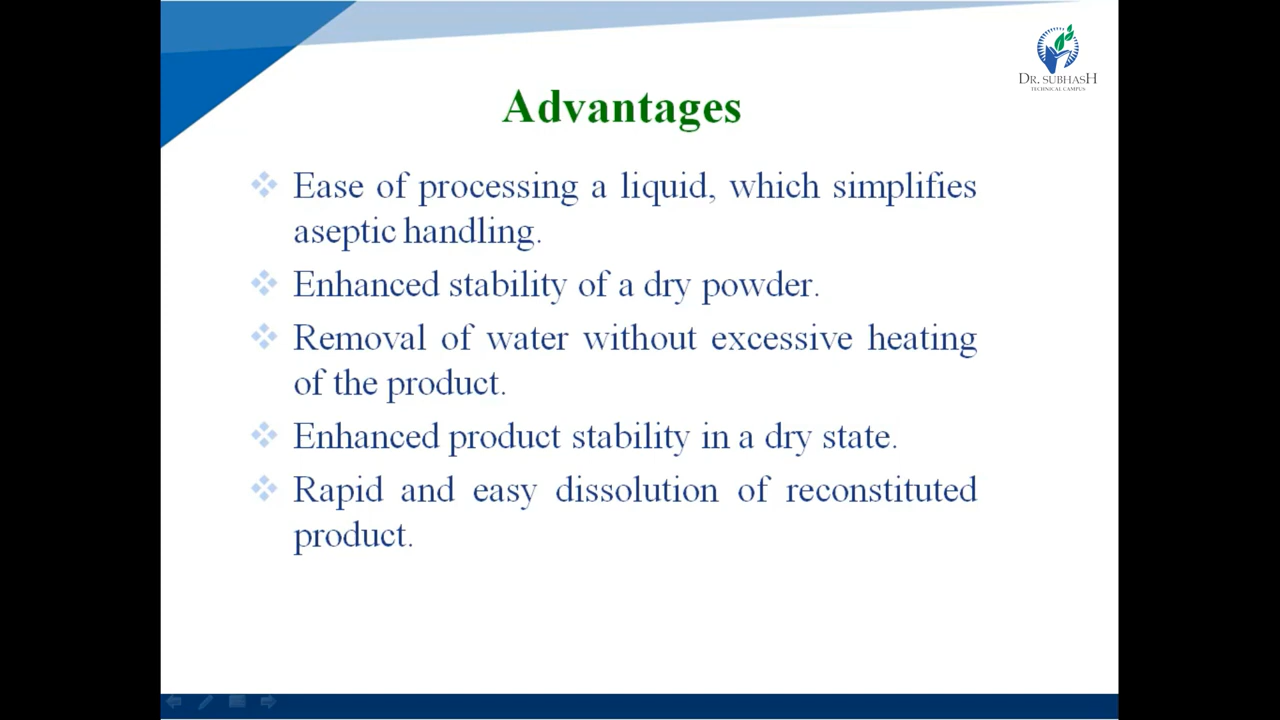 DR. SUBHASH
TECHNICAL CAMPUS
Advantages
Ease of processing a liquid, which simplifies
aseptic handling.
Enhanced stability of a dry powder.
Removal of water without excessive heating
of the product.
Enhanced product stability in a dry state.
Rapid and easy dissolution of reconstituted
product.